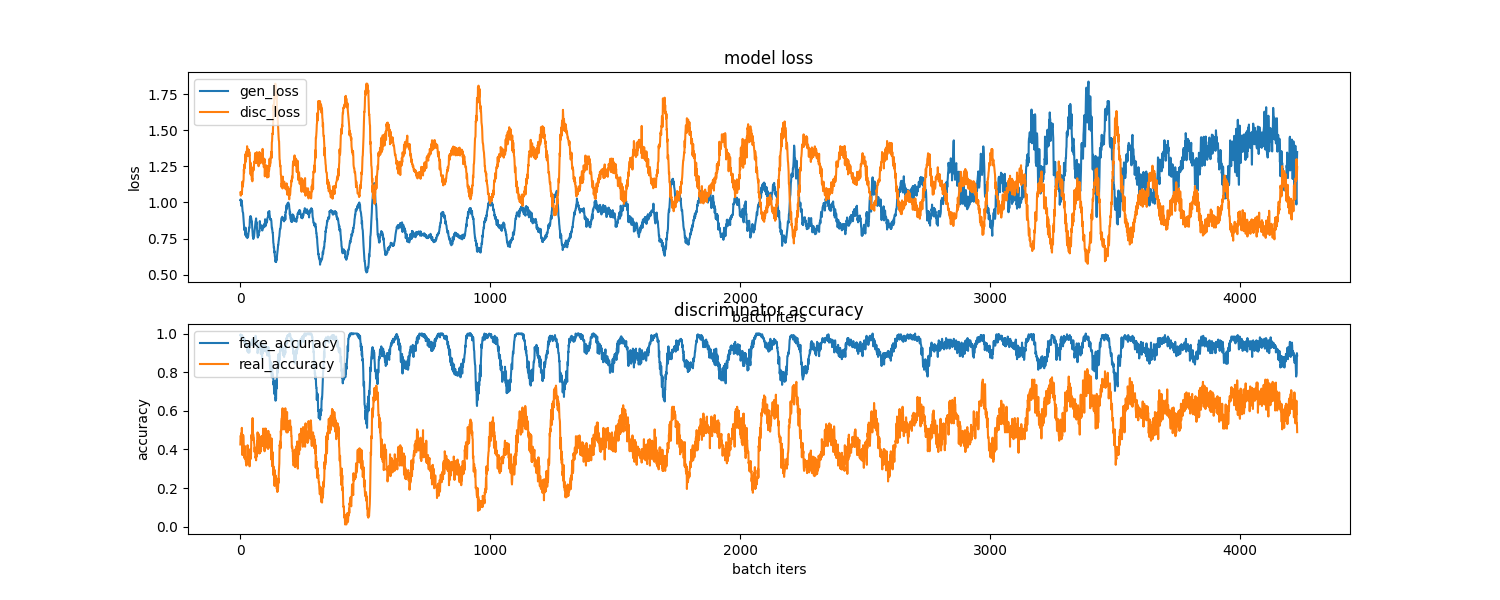 model loss
gen_loss
disc_loss
1.75
1.50
1.25
1.00
0.75
0.50
loss
0 1000 2000 3000 4000
batch iters
discriminator accuracy
fake_accuracy
real_accuracy
1.0
0.8
0.6
0.4
0.2
0.0
accuracy
0 1000 2000 3000 4000
batch iters